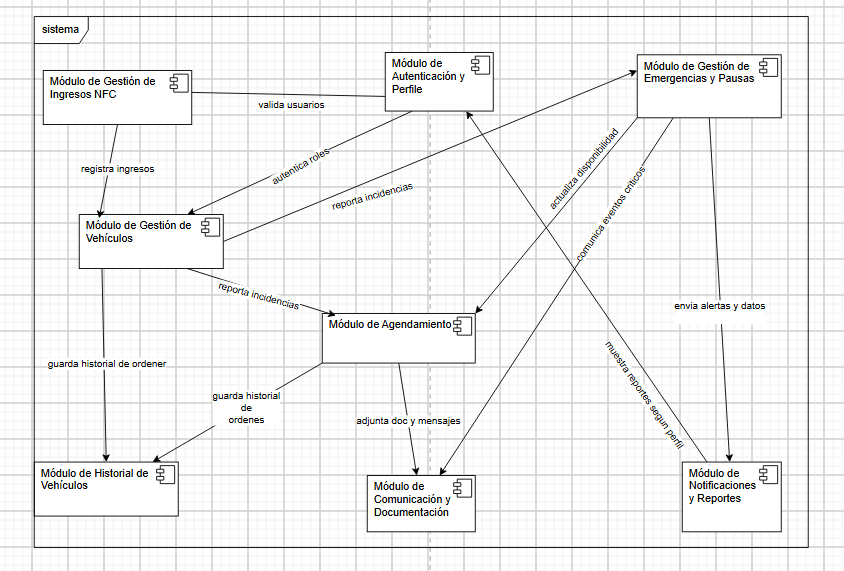 sistema
Módulo de Gestión de
Ingresos NFC
Módulo de
Autenticación y
Perfile
Módulo de Gestión de
Emergencias y Pausas
valida usuarios
registra ingresos
autentica roles
reporta incidencias
actualiza disponibilidad
comunica eventos criticos
Módulo de Gestión de
Vehículos
reporta incidencias
envia alertas y datos
Módulo de Agendamiento
guarda historial de ordener
guarda historial
de
ordenes
adjunta doc y mensajes
muestra reportes segun perfil
Módulo de Historial de
Vehículos
Módulo de
Comunicación y
Documentación
Módulo de
Notificaciones
y Reportes